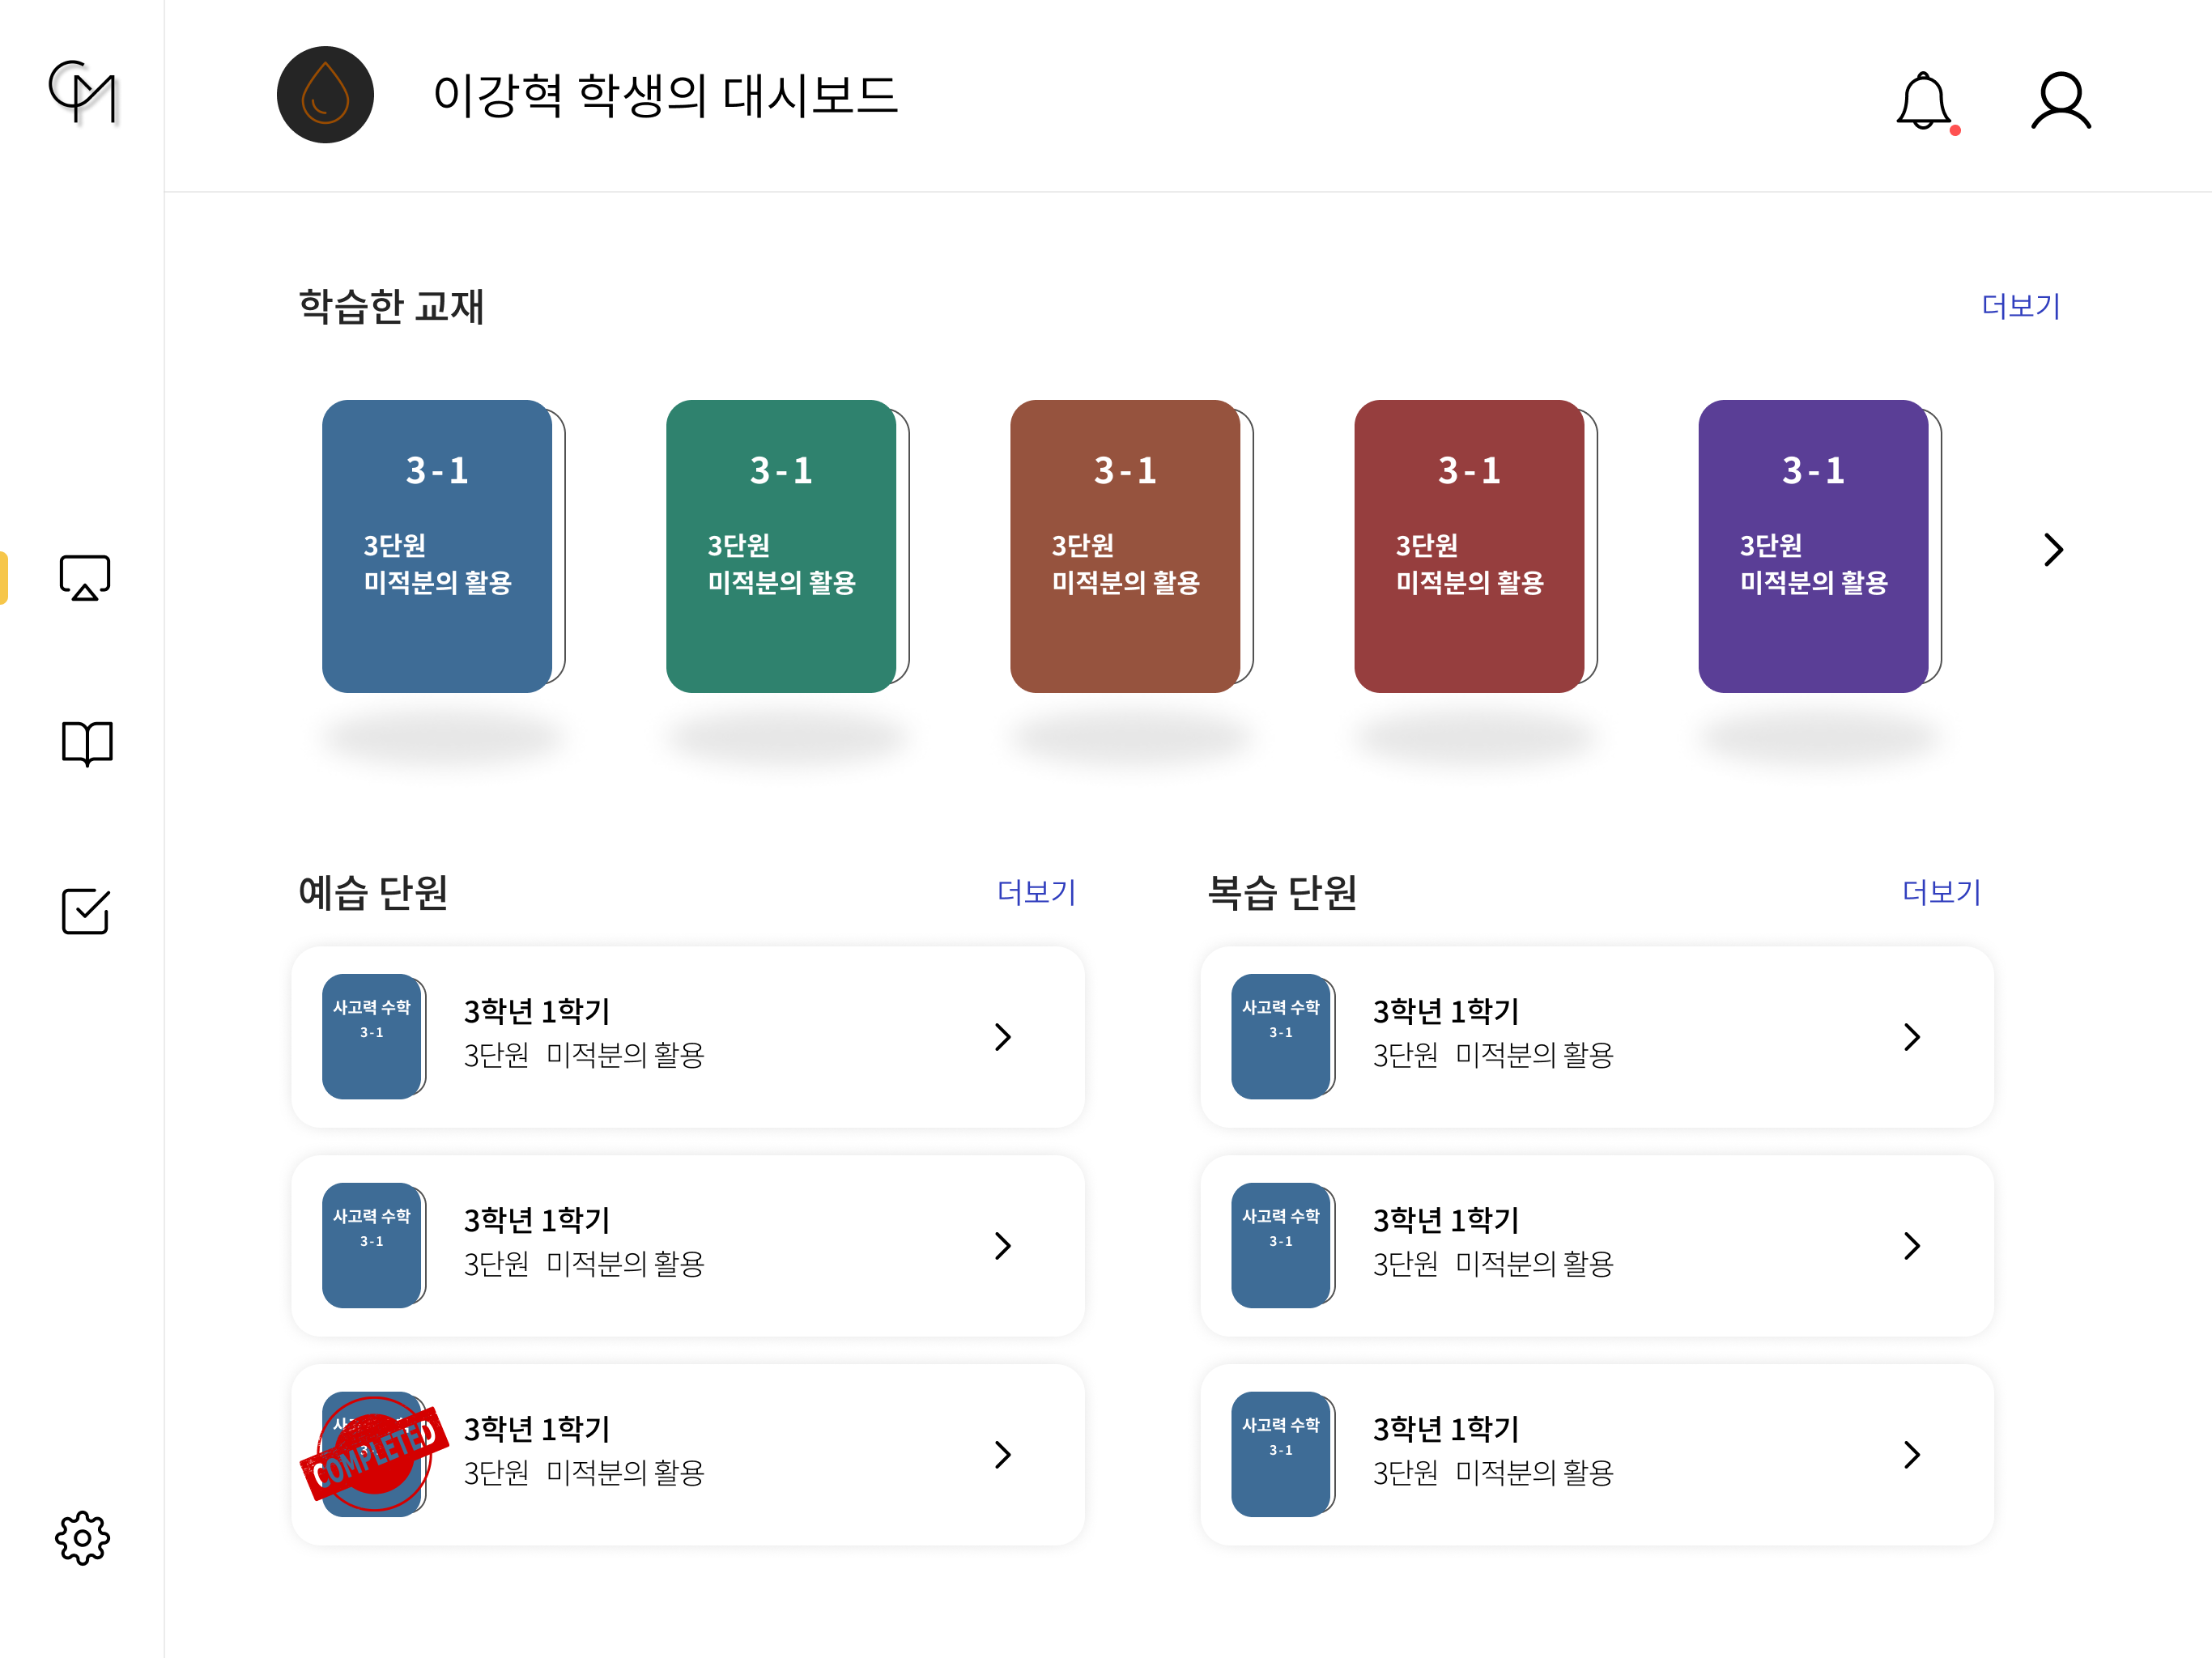 CM
이강혁 학생의 대시보드
학습한 교재
더보기
3-1
3단원
미적분의 활용
3-1
3단원
미적분의 활용
3-1
3단원
미적분의 활용
3-1
3단원
미적분의 활용
3-1
3단원
미적분의 활용
예습 단원
더보기
사고력 수학
3-1
3학년 1학기
3단원 미적분의 활용
사고력 수학
3-1
3학년 1학기
3단원 미적분의 활용
COMPLETED
3학년 1학기
3단원 미적분의 활용
복습 단원
더보기
사고력 수학
3-1
3학년 1학기
3단원 미적분의 활용
사고력 수학
3-1
3학년 1학기
3단원 미적분의 활용
사고력 수학
3-1
3학년 1학기
3단원 미적분의 활용